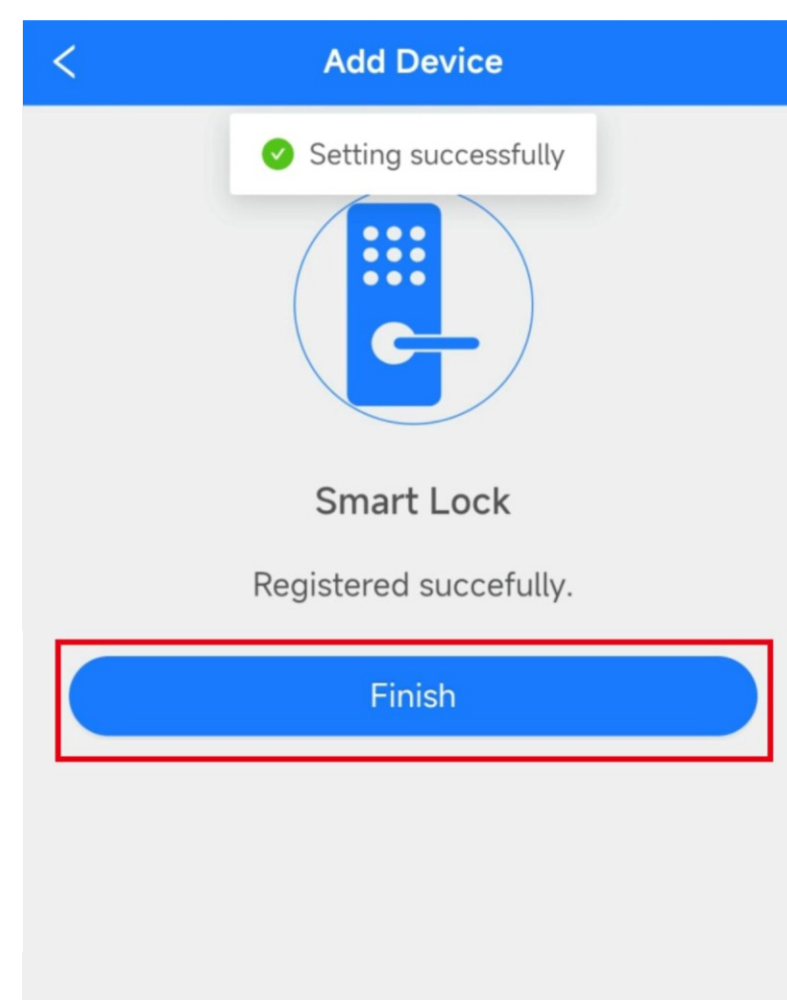 Add Device
Setting successfully
Smart Lock
Registered succefully.
Finish